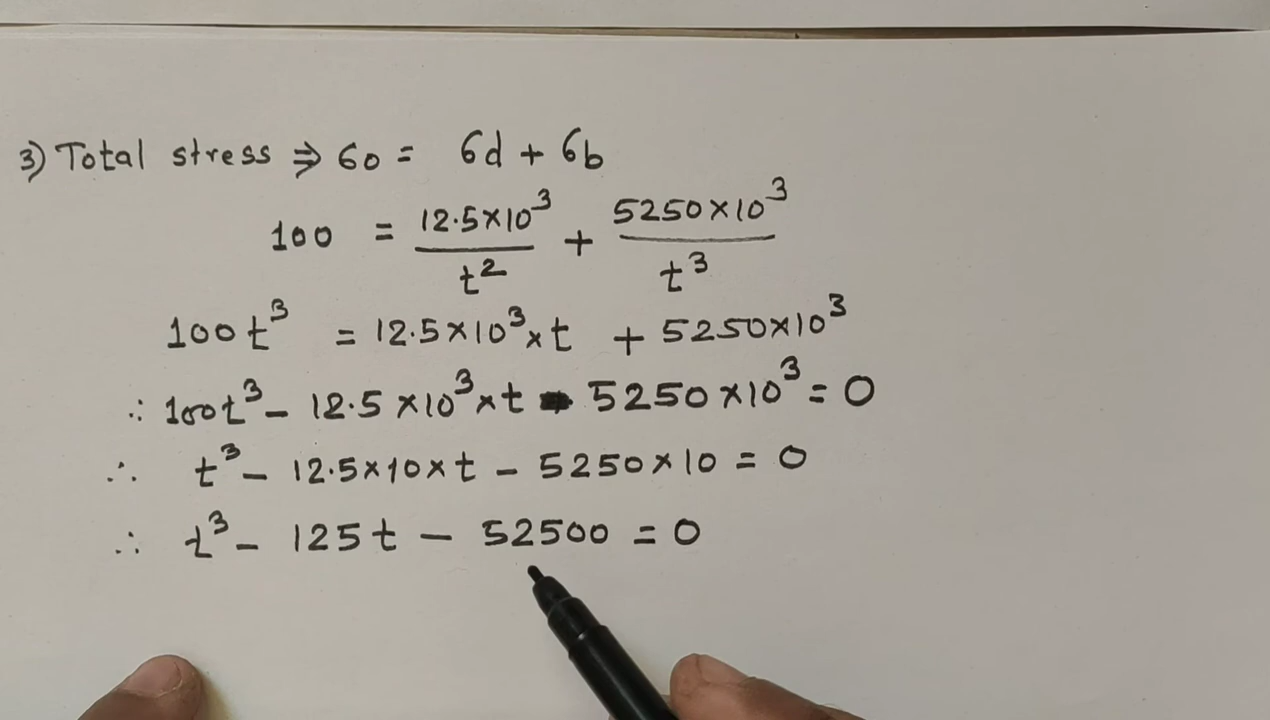 3) Total stress ⇒ σo = σd + σb
100 = 12.5×10³/t² + 5250×10³/t³
100t³ = 12.5×10³×t + 5250×10³
∴ 100t³ - 12.5×10³×t - 5250×10³ = 0
∴ t³ - 12.5×10×t - 5250×10 = 0
∴ t³ - 125t - 52500 = 0